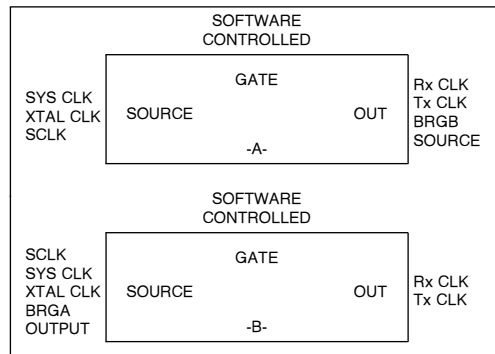 SOFTWARE
CONTROLLED
GATE
SYS CLK
XTAL CLK
SCLK
SOURCE
OUT
Rx CLK
Tx CLK
BRGB
SOURCE
-A-
SOFTWARE
CONTROLLED
GATE
SCLK
SYS CLK
XTAL CLK
BRGA
OUTPUT
SOURCE
OUT
Rx CLK
Tx CLK
-B-